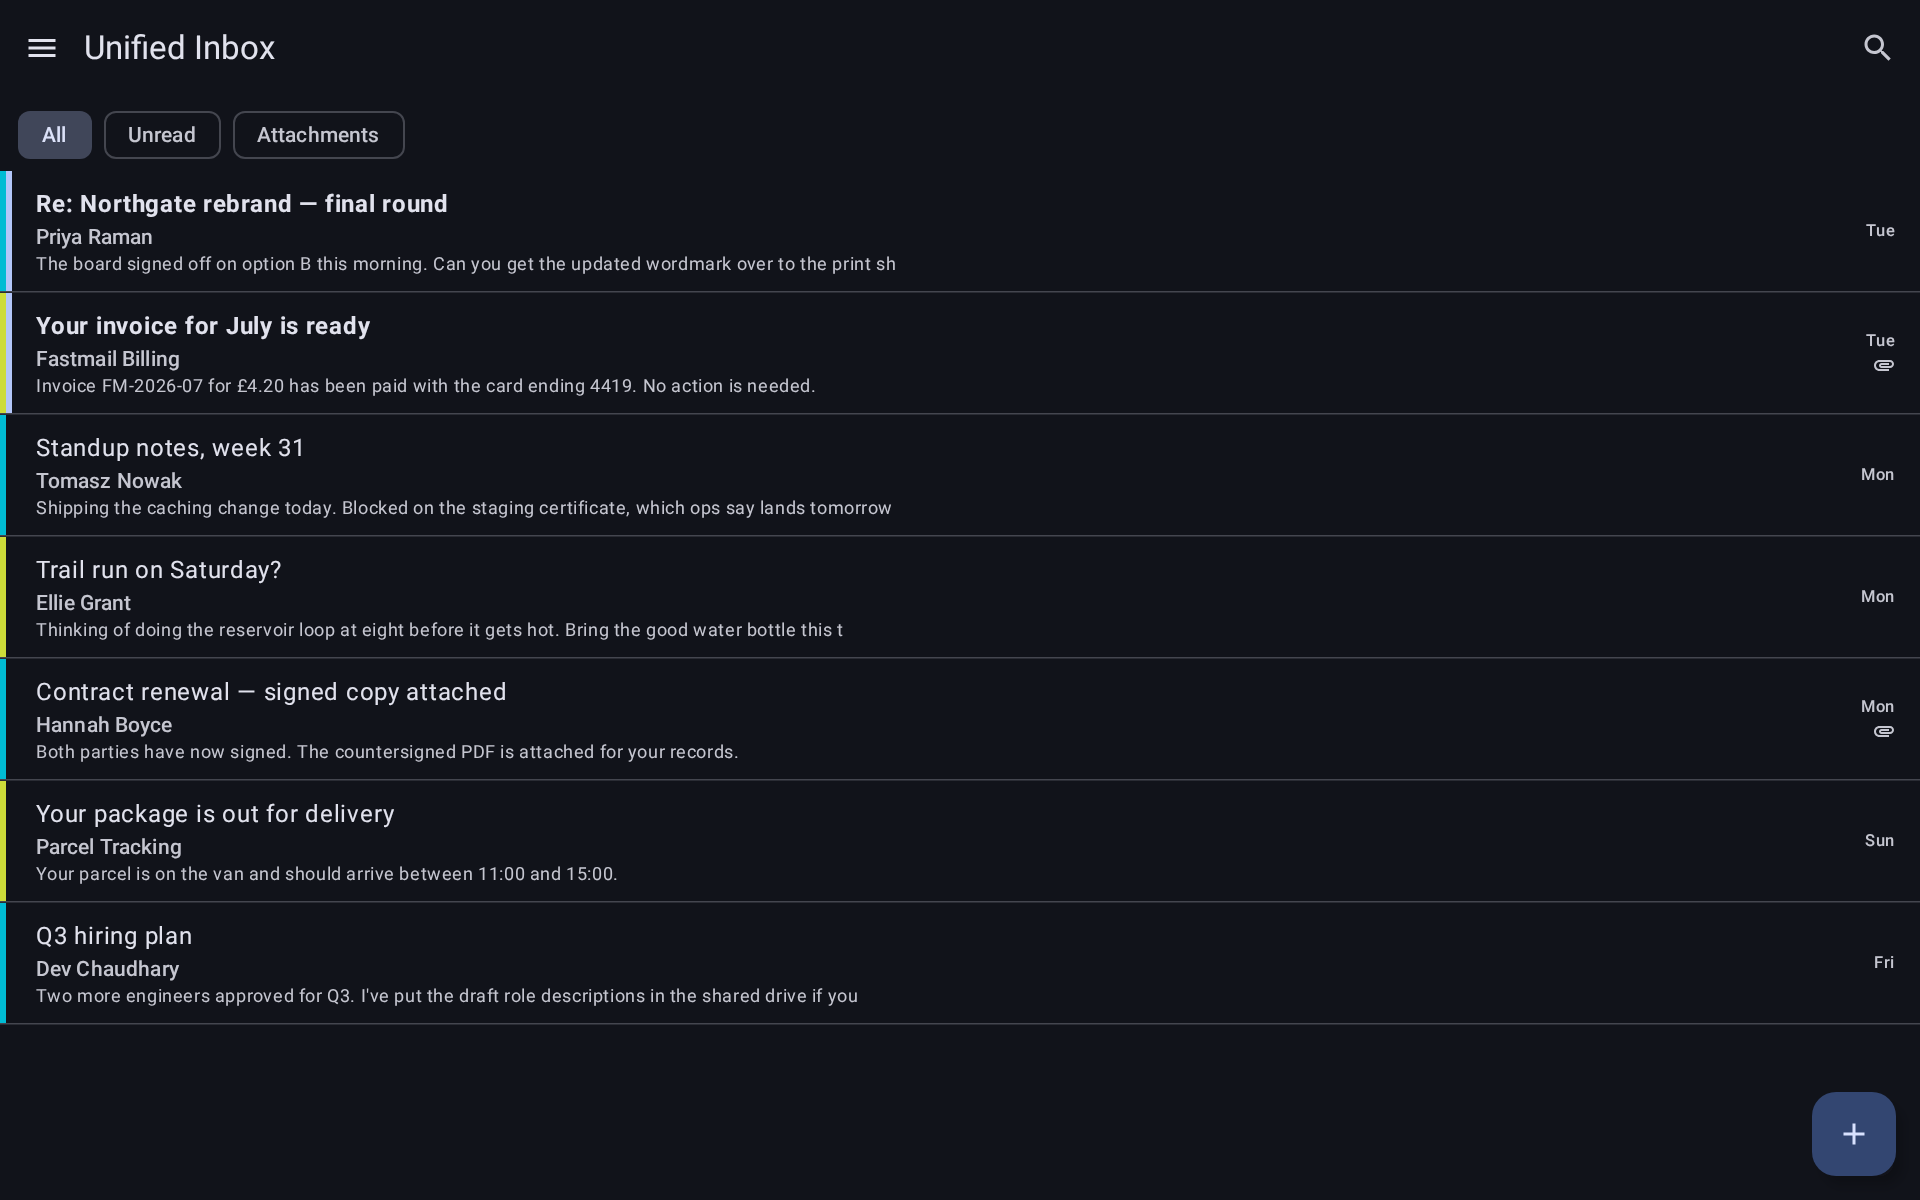 Unified Inbox
All
Unread
Attachments
Re: Northgate rebrand — final round
Priya Raman
The board signed off on option B this morning. Can you get the updated wordmark over to the print sh
Tue
Your invoice for July is ready
Fastmail Billing
Invoice FM-2026-07 for £4.20 has been paid with the card ending 4419. No action is needed.
Tue
Standup notes, week 31
Tomasz Nowak
Shipping the caching change today. Blocked on the staging certificate, which ops say lands tomorrow
Mon
Trail run on Saturday?
Ellie Grant
Thinking of doing the reservoir loop at eight before it gets hot. Bring the good water bottle this t
Mon
Contract renewal — signed copy attached
Hannah Boyce
Both parties have now signed. The countersigned PDF is attached for your records.
Mon
Your package is out for delivery
Parcel Tracking
Your parcel is on the van and should arrive between 11:00 and 15:00.
Sun
Q3 hiring plan
Dev Chaudhary
Two more engineers approved for Q3. I've put the draft role descriptions in the shared drive if you
Fri